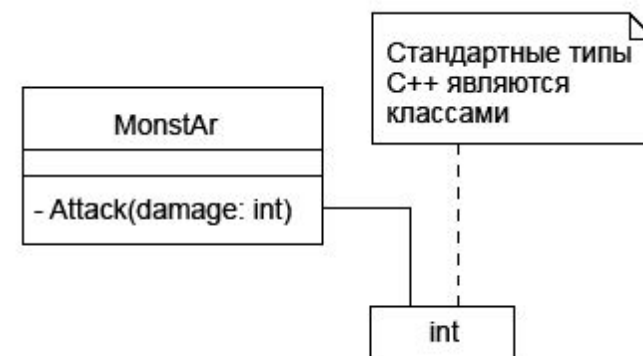 Стандартные типы
C++ являются
классами
MonstAr
- Attack(damage: int)
int